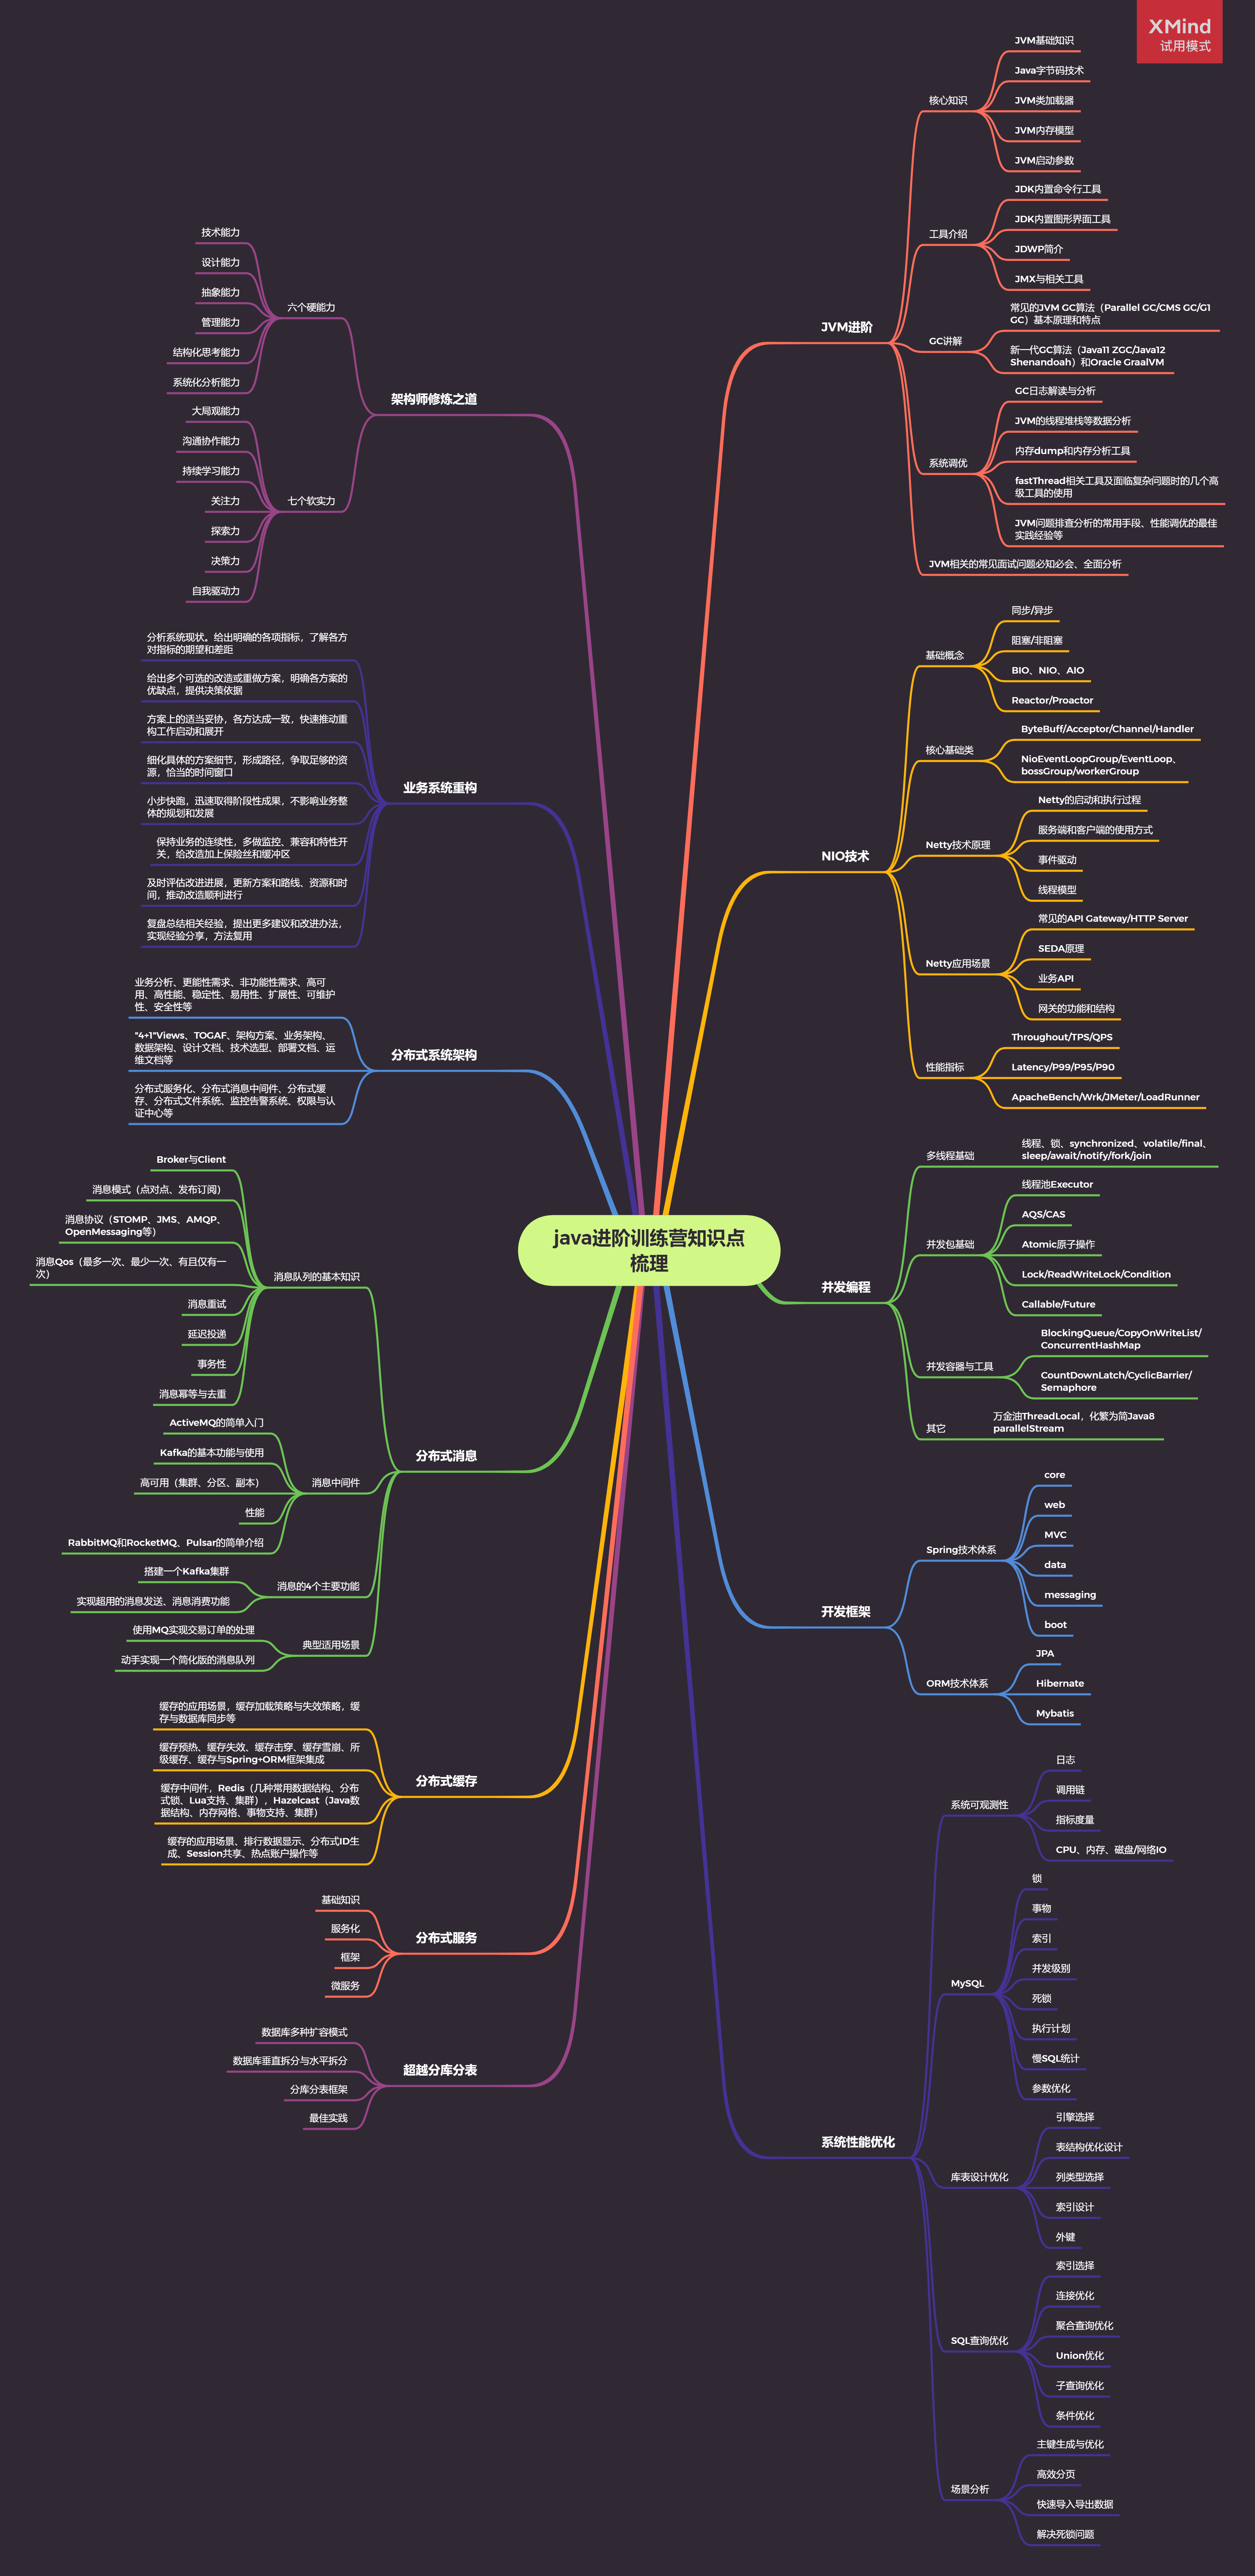 XMind
试用模式
java进阶训练营知识点
梳理
JVM进阶
核心知识
JVM基础知识
Java字节码技术
JVM类加载器
JVM内存模型
JVM启动参数
工具介绍
JDK内置命令行工具
JDK内置图形界面工具
JDWP简介
JMX与相关工具
GC讲解
常见的JVM GC算法（Parallel GC/CMS GC/G1
GC）基本原理和特点
新一代GC算法（Java11 ZGC/Java12
Shenandoah）和Oracle GraalVM
系统调优
GC日志解读与分析
JVM的线程堆栈等数据分析
内存dump和内存分析工具
fastThread相关工具及面临复杂问题时的几个高
级工具的使用
JVM问题排查分析的常用手段、性能调优的最佳
实践经验等
JVM相关的常见面试问题必知必会、全面分析
NIO技术
基础概念
同步/异步
阻塞/非阻塞
BIO、NIO、AIO
Reactor/Proactor
核心基础类
ByteBuff/Acceptor/Channel/Handler
NioEventLoopGroup/EventLoop、
bossGroup/workerGroup
Netty技术原理
Netty的启动和执行过程
服务端和客户端的使用方式
事件驱动
线程模型
Netty应用场景
常见的API Gateway/HTTP Server
SEDA原理
业务API
网关的功能和结构
性能指标
Throughout/TPS/QPS
Latency/P99/P95/P90
ApacheBench/Wrk/JMeter/LoadRunner
并发编程
多线程基础
线程、锁、synchronized、volatile/final、
sleep/await/notify/fork/join
并发包基础
线程池Executor
AQS/CAS
Atomic原子操作
Lock/ReadWriteLock/Condition
Callable/Future
并发容器与工具
BlockingQueue/CopyOnWriteList/
ConcurrentHashMap
CountDownLatch/CyclicBarrier/
Semaphore
其它
万金油ThreadLocal，化繁为简Java8
parallelStream
开发框架
Spring技术体系
core
web
MVC
data
messaging
boot
ORM技术体系
JPA
Hibernate
Mybatis
系统性能优化
系统可观测性
日志
调用链
指标度量
CPU、内存、磁盘/网络IO
MySQL
锁
事物
索引
并发级别
死锁
执行计划
慢SQL统计
参数优化
库表设计优化
引擎选择
表结构优化设计
列类型选择
索引设计
外键
SQL查询优化
索引选择
连接优化
聚合查询优化
Union优化
子查询优化
条件优化
场景分析
主键生成与优化
高效分页
快速导入导出数据
解决死锁问题
架构师修炼之道
六个硬能力
技术能力
设计能力
抽象能力
管理能力
结构化思考能力
系统化分析能力
七个软实力
大局观能力
沟通协作能力
持续学习能力
关注力
探索力
决策力
自我驱动力
业务系统重构
分析系统现状。给出明确的各项指标，了解各方
对指标的期望和差距
给出多个可选的改造或重做方案，明确各方案的
优缺点，提供决策依据
方案上的适当妥协，各方达成一致，快速推动重
构工作启动和展开
细化具体的方案细节，形成路径，争取足够的资
源，恰当的时间窗口
小步快跑，迅速取得阶段性成果，不影响业务整
体的规划和发展
保持业务的连续性，多做监控、兼容和特性开
关，给改造加上保险丝和缓冲区
及时评估改进进展，更新方案和路线、资源和时
间，推动改造顺利进行
复盘总结相关经验，提出更多建议和改进办法，
实现经验分享，方法复用
分布式系统架构
业务分析、更能性需求、非功能性需求、高可
用、高性能、稳定性、易用性、扩展性、可维护
性、安全性等
"4+1"Views、TOGAF、架构方案、业务架构、
数据架构、设计文档、技术选型、部署文档、运
维文档等
分布式服务化、分布式消息中间件、分布式缓
存、分布式文件系统、监控告警系统、权限与认
证中心等
分布式消息
消息队列的基本知识
Broker与Client
消息模式（点对点、发布订阅）
消息协议（STOMP、JMS、AMQP、
OpenMessaging等）
消息Qos（最多一次、最少一次、有且仅有一
次）
消息重试
延迟投递
事务性
消息幂等与去重
消息中间件
ActiveMQ的简单入门
Kafka的基本功能与使用
高可用（集群、分区、副本）
性能
RabbitMQ和RocketMQ、Pulsar的简单介绍
消息的4个主要功能
搭建一个Kafka集群
实现超用的消息发送、消息消费功能
典型适用场景
使用MQ实现交易订单的处理
动手实现一个简化版的消息队列
分布式缓存
缓存的应用场景，缓存加载策略与失效策略，缓
存与数据库同步等
缓存预热、缓存失效、缓存击穿、缓存雪崩、所
级缓存、缓存与Spring+ORM框架集成
缓存中间件，Redis（几种常用数据结构、分布
式锁、Lua支持、集群），Hazelcast（Java数
据结构、内存网格、事物支持、集群）
缓存的应用场景、排行数据显示、分布式ID生
成、Session共享、热点账户操作等
分布式服务
基础知识
服务化
框架
微服务
超越分库分表
数据库多种扩容模式
数据库垂直拆分与水平拆分
分库分表框架
最佳实践